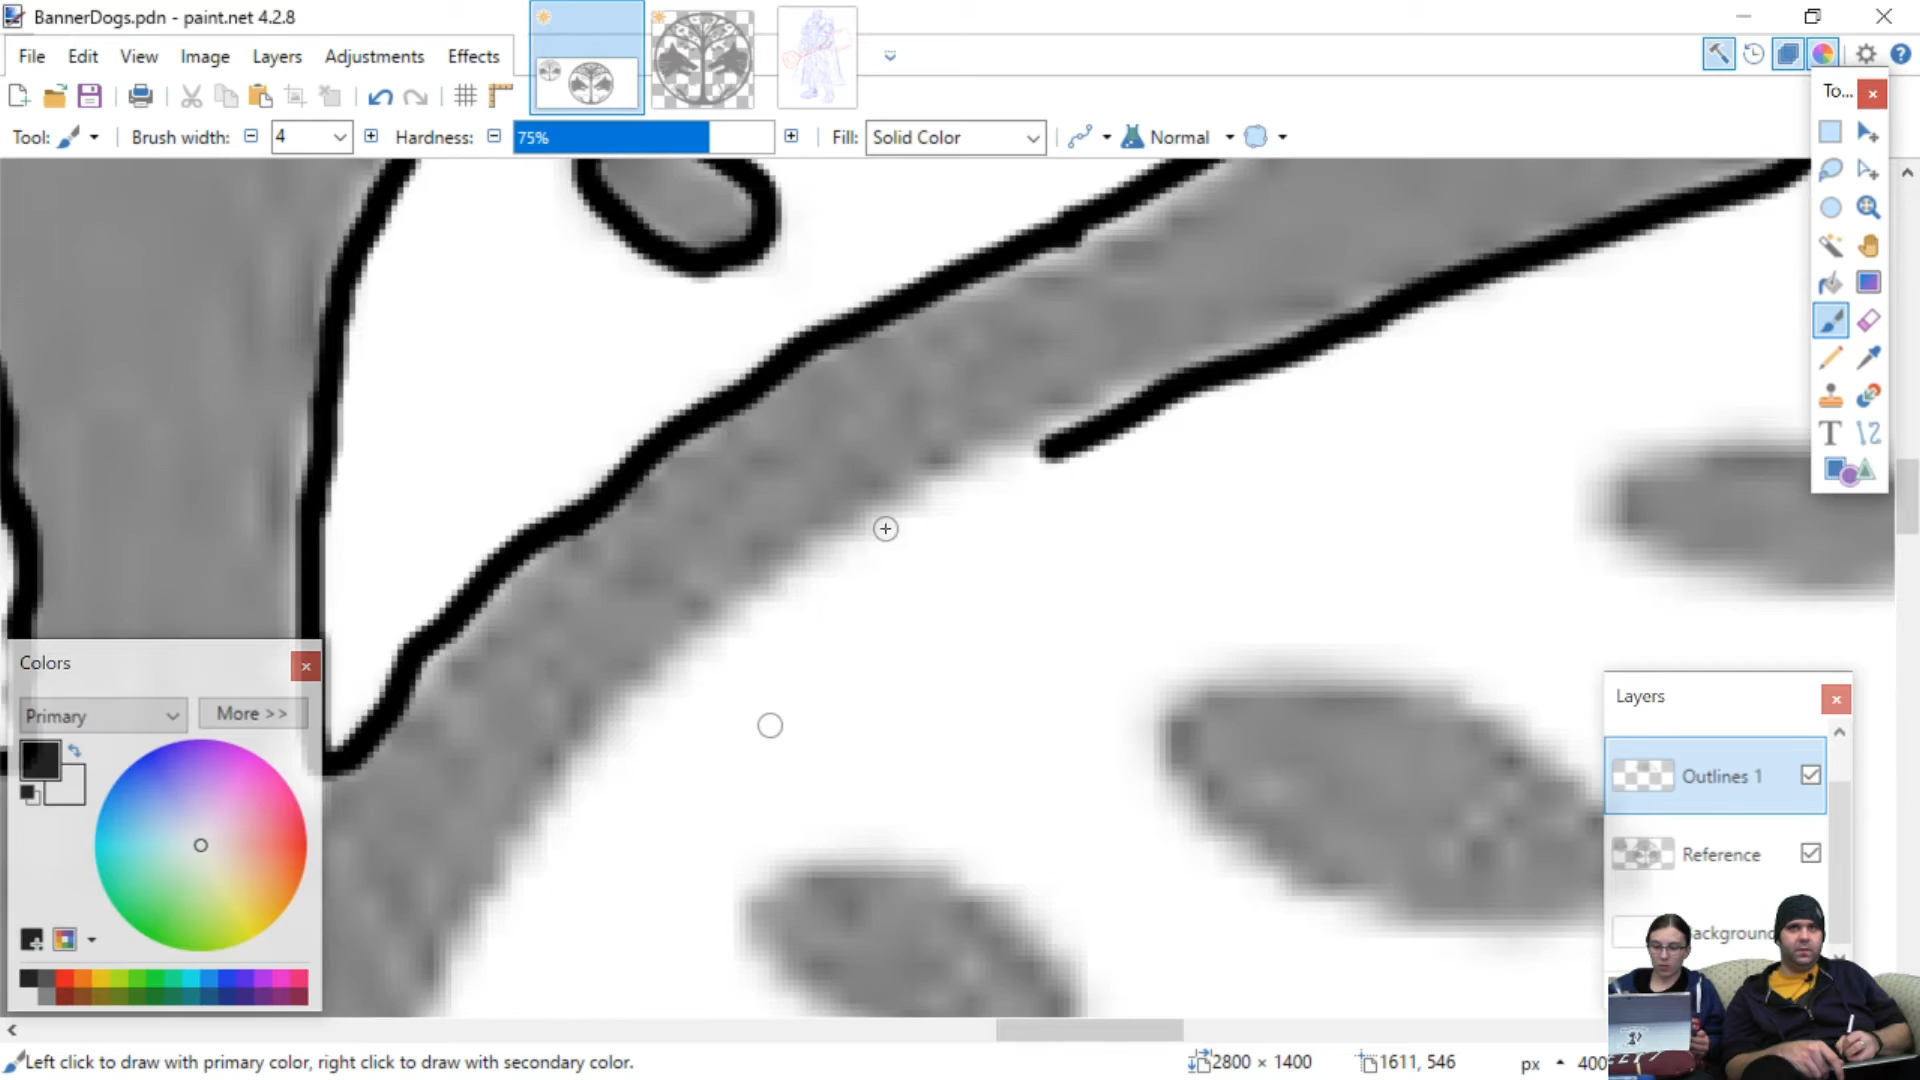 BannerDogs.pdn - paint.net 4.2.8
File Edit View Image Layers Adjustments Effects
Tool: Brush width: 4 Hardness: 75% Fill: Solid Color Normal
To...
Colors
Primary More >>
Layers
Outlines 1
Reference
ackground
Left click to draw with primary color, right click to draw with secondary color. 2800 × 1400 1611, 546 px 400